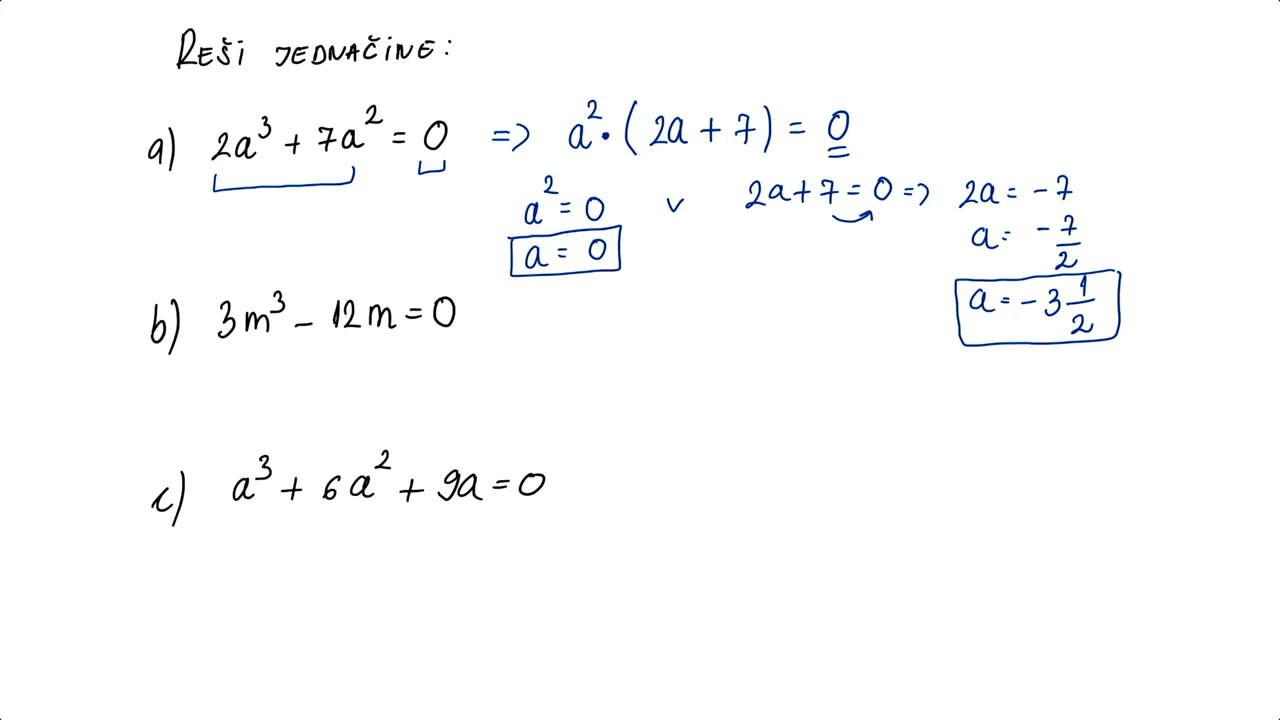 Reši jednačine:
a) 2a³ + 7a² = 0 => a² · (2a + 7) = 0
a² = 0 v 2a + 7 = 0 => 2a = -7
a = 0
a = -7/2
a = -3 1/2
b) 3m³ - 12m = 0
c) a³ + 6a² + 9a = 0